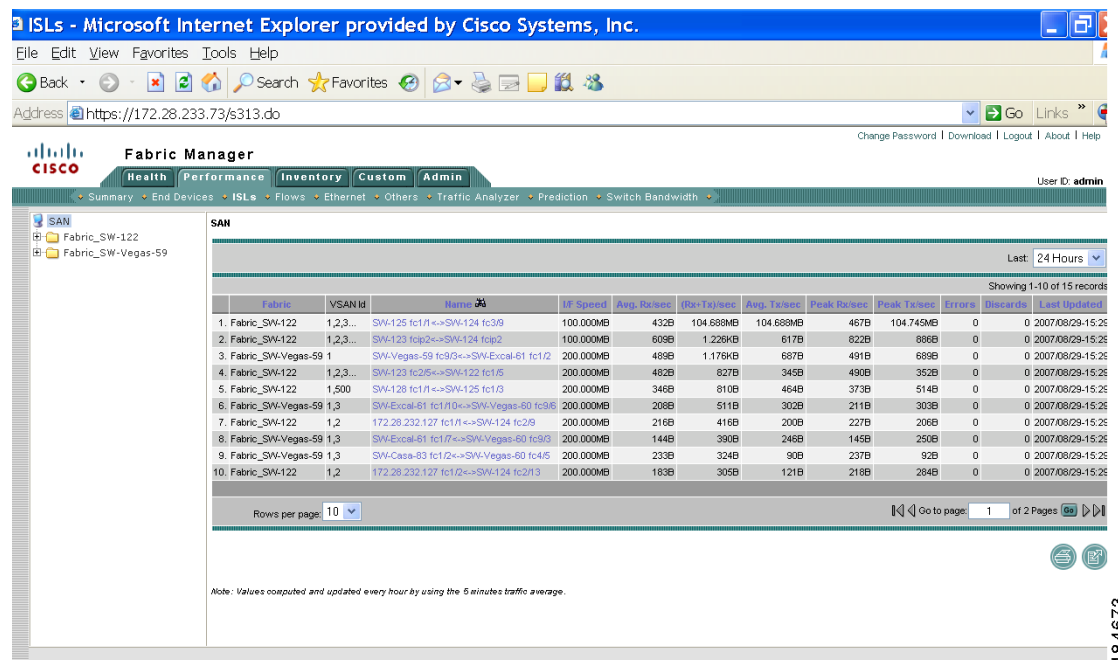 ISLs - Microsoft Internet Explorer provided by Cisco Systems, Inc.
File Edit View Favorites Tools Help
Back Search Favorites
Address https://172.28.233.73/s313.do Go Links »
Change Password | Download | Logout | About | Help
CISCO Fabric Manager
Health Performance Inventory Custom Admin
User ID: admin
Summary End Devices ISLs Flows Ethernet Others Traffic Analyzer Prediction Switch Bandwidth
SAN
Fabric_SW-122
Fabric_SW-Vegas-59
SAN
Last: 24 Hours
Showing 1-10 of 15 records
Fabric VSAN Id Name I/F Speed Avg. Rx/sec (Rx+Tx)/sec Avg. Tx/sec Peak Rx/sec Peak Tx/sec Errors Discards Last Updated
1. Fabric_SW-122 1,2,3... SW-125 fc1/1<->SW-124 fc3/9 100.000MB 432B 104.688MB 104.688MB 467B 104.745MB 0 0 2007/08/29-15:29
2. Fabric_SW-122 1,2,3... SW-123 fcip2<->SW-124 fcip2 100.000MB 609B 1.226KB 617B 822B 886B 0 0 2007/08/29-15:29
3. Fabric_SW-Vegas-59 1 SW-Vegas-59 fc9/3<->SW-Excal-61 fc1/2 200.000MB 489B 1.176KB 687B 491B 689B 0 0 2007/08/29-15:29
4. Fabric_SW-122 1,2,3... SW-123 fc2/5<->SW-122 fc1/5 200.000MB 482B 827B 345B 490B 352B 0 0 2007/08/29-15:29
5. Fabric_SW-122 1,500 SW-128 fc1/1<->SW-125 fc1/3 200.000MB 346B 810B 464B 373B 514B 0 0 2007/08/29-15:29
6. Fabric_SW-Vegas-59 1,3 SW-Excal-61 fc1/10<->SW-Vegas-60 fc9/6 200.000MB 208B 511B 302B 211B 303B 0 0 2007/08/29-15:29
7. Fabric_SW-122 1,2 172.28.232.127 fc1/1<->SW-124 fc2/9 200.000MB 216B 416B 200B 227B 206B 0 0 2007/08/29-15:29
8. Fabric_SW-Vegas-59 1,3 SW-Excal-61 fc1/7<->SW-Vegas-60 fc9/3 200.000MB 144B 390B 246B 145B 250B 0 0 2007/08/29-15:29
9. Fabric_SW-Vegas-59 1,3 SW-Casa-83 fc1/2<->SW-Vegas-60 fc4/5 200.000MB 233B 324B 90B 237B 92B 0 0 2007/08/29-15:29
10. Fabric_SW-122 1,2 172.28.232.127 fc1/2<->SW-124 fc2/13 200.000MB 183B 305B 121B 218B 284B 0 0 2007/08/29-15:29
Rows per page: 10 Go to page: 1 of 2 Pages Go
Note: Values computed and updated every hour by using the 5 minutes traffic average.